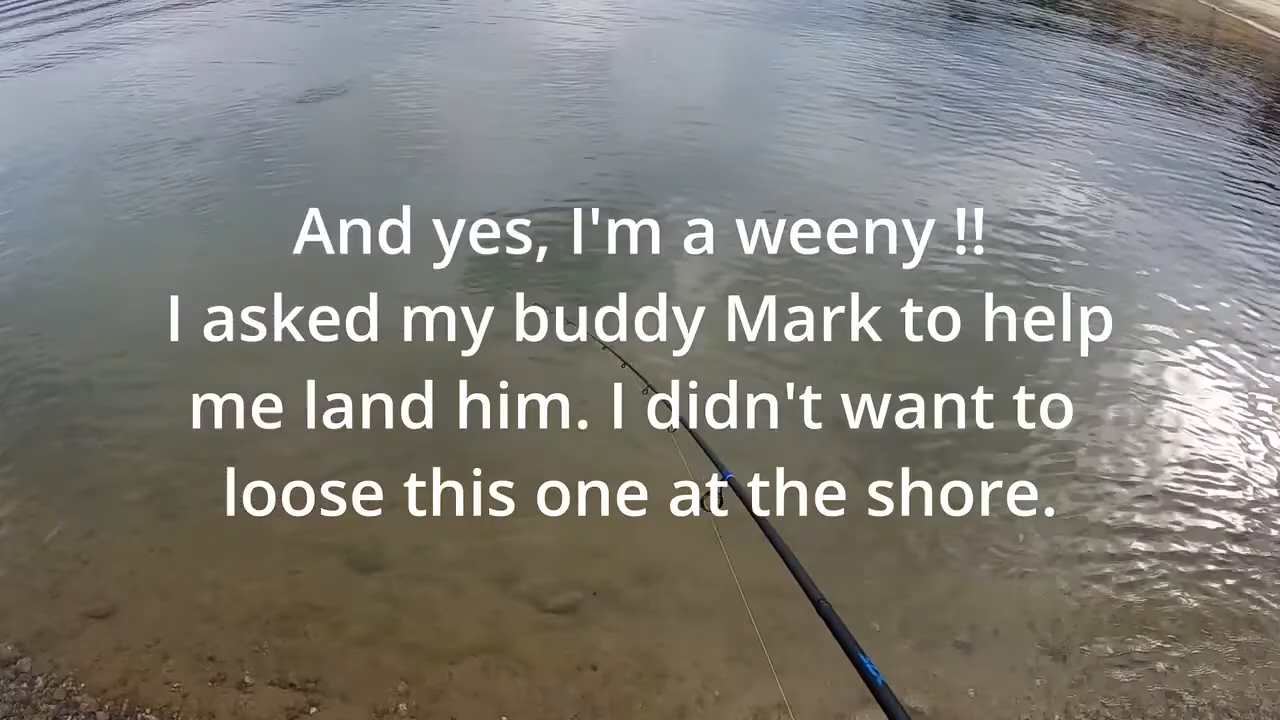 And yes, I'm a weeny !!
I asked my buddy Mark to help
me land him. I didn't want to
loose this one at the shore.